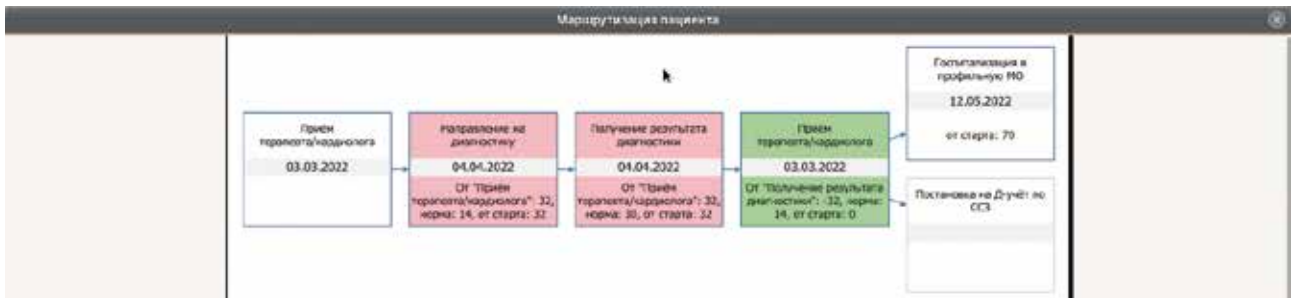 Маршрутизация пациента
Приём
терапевта/кардиолога
03.03.2022
Направление на
диагностику
04.04.2022
От "Приём
терапевта/кардиолога": 32,
норма: 14, от старта: 32
Получение результата
диагностики
04.04.2022
От "Приём
терапевта/кардиолога": 32,
норма: 30, от старта: 32
Приём
терапевта/кардиолога
03.03.2022
От "Получение результата
диагностики": -32, норма:
14, от старта: 0
Госпитализация в
профильную МО
12.05.2022
от старта: 70
Постановка на Д-учёт по
ССЗ